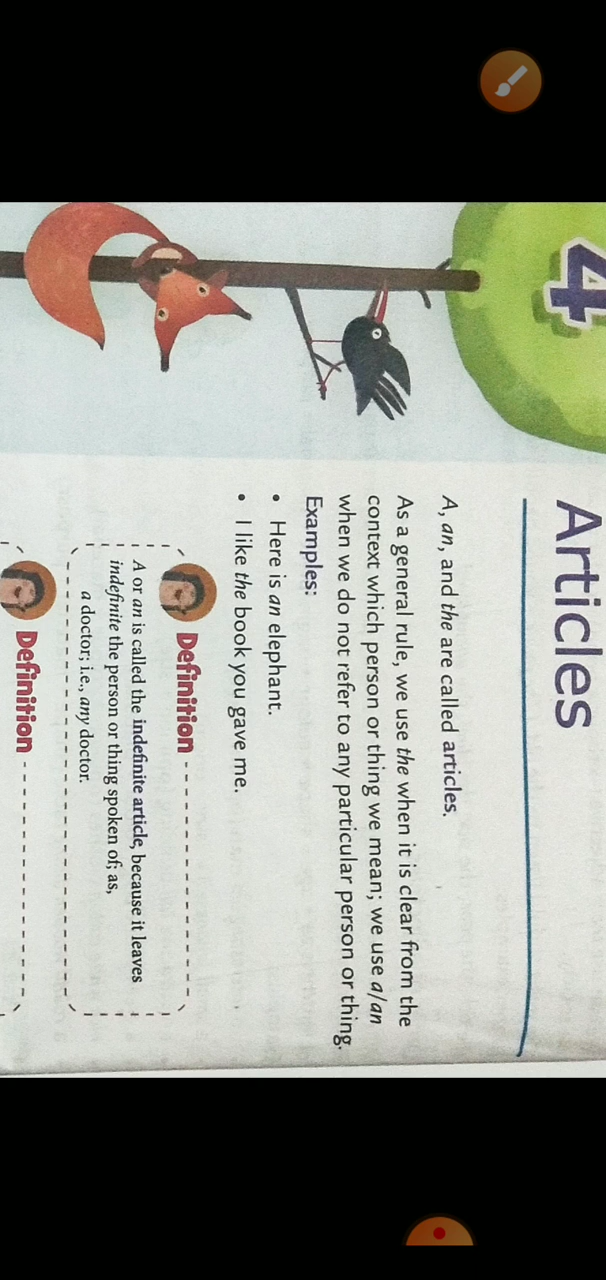 4
Articles
A, an, and the are called articles.
As a general rule, we use the when it is clear from the
context which person or thing we mean; we use a/an
when we do not refer to any particular person or thing.
Examples:
• Here is an elephant.
• I like the book you gave me.
Definition
A or an is called the indefinite article, because it leaves
indefinite the person or thing spoken of; as,
a doctor; i.e., any doctor.
Definition